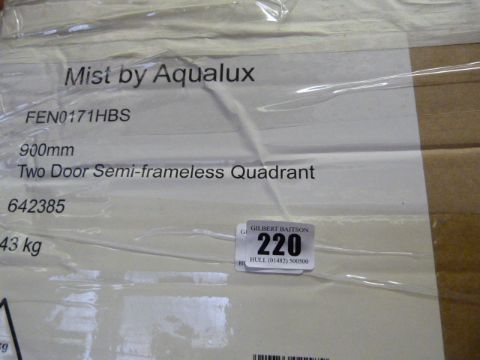 Mist by Aqualux
FEN0171HBS
900mm
Two Door Semi-frameless Quadrant
642385
43 kg
GILBERT BAITSON
220
HULL (01482) 500500